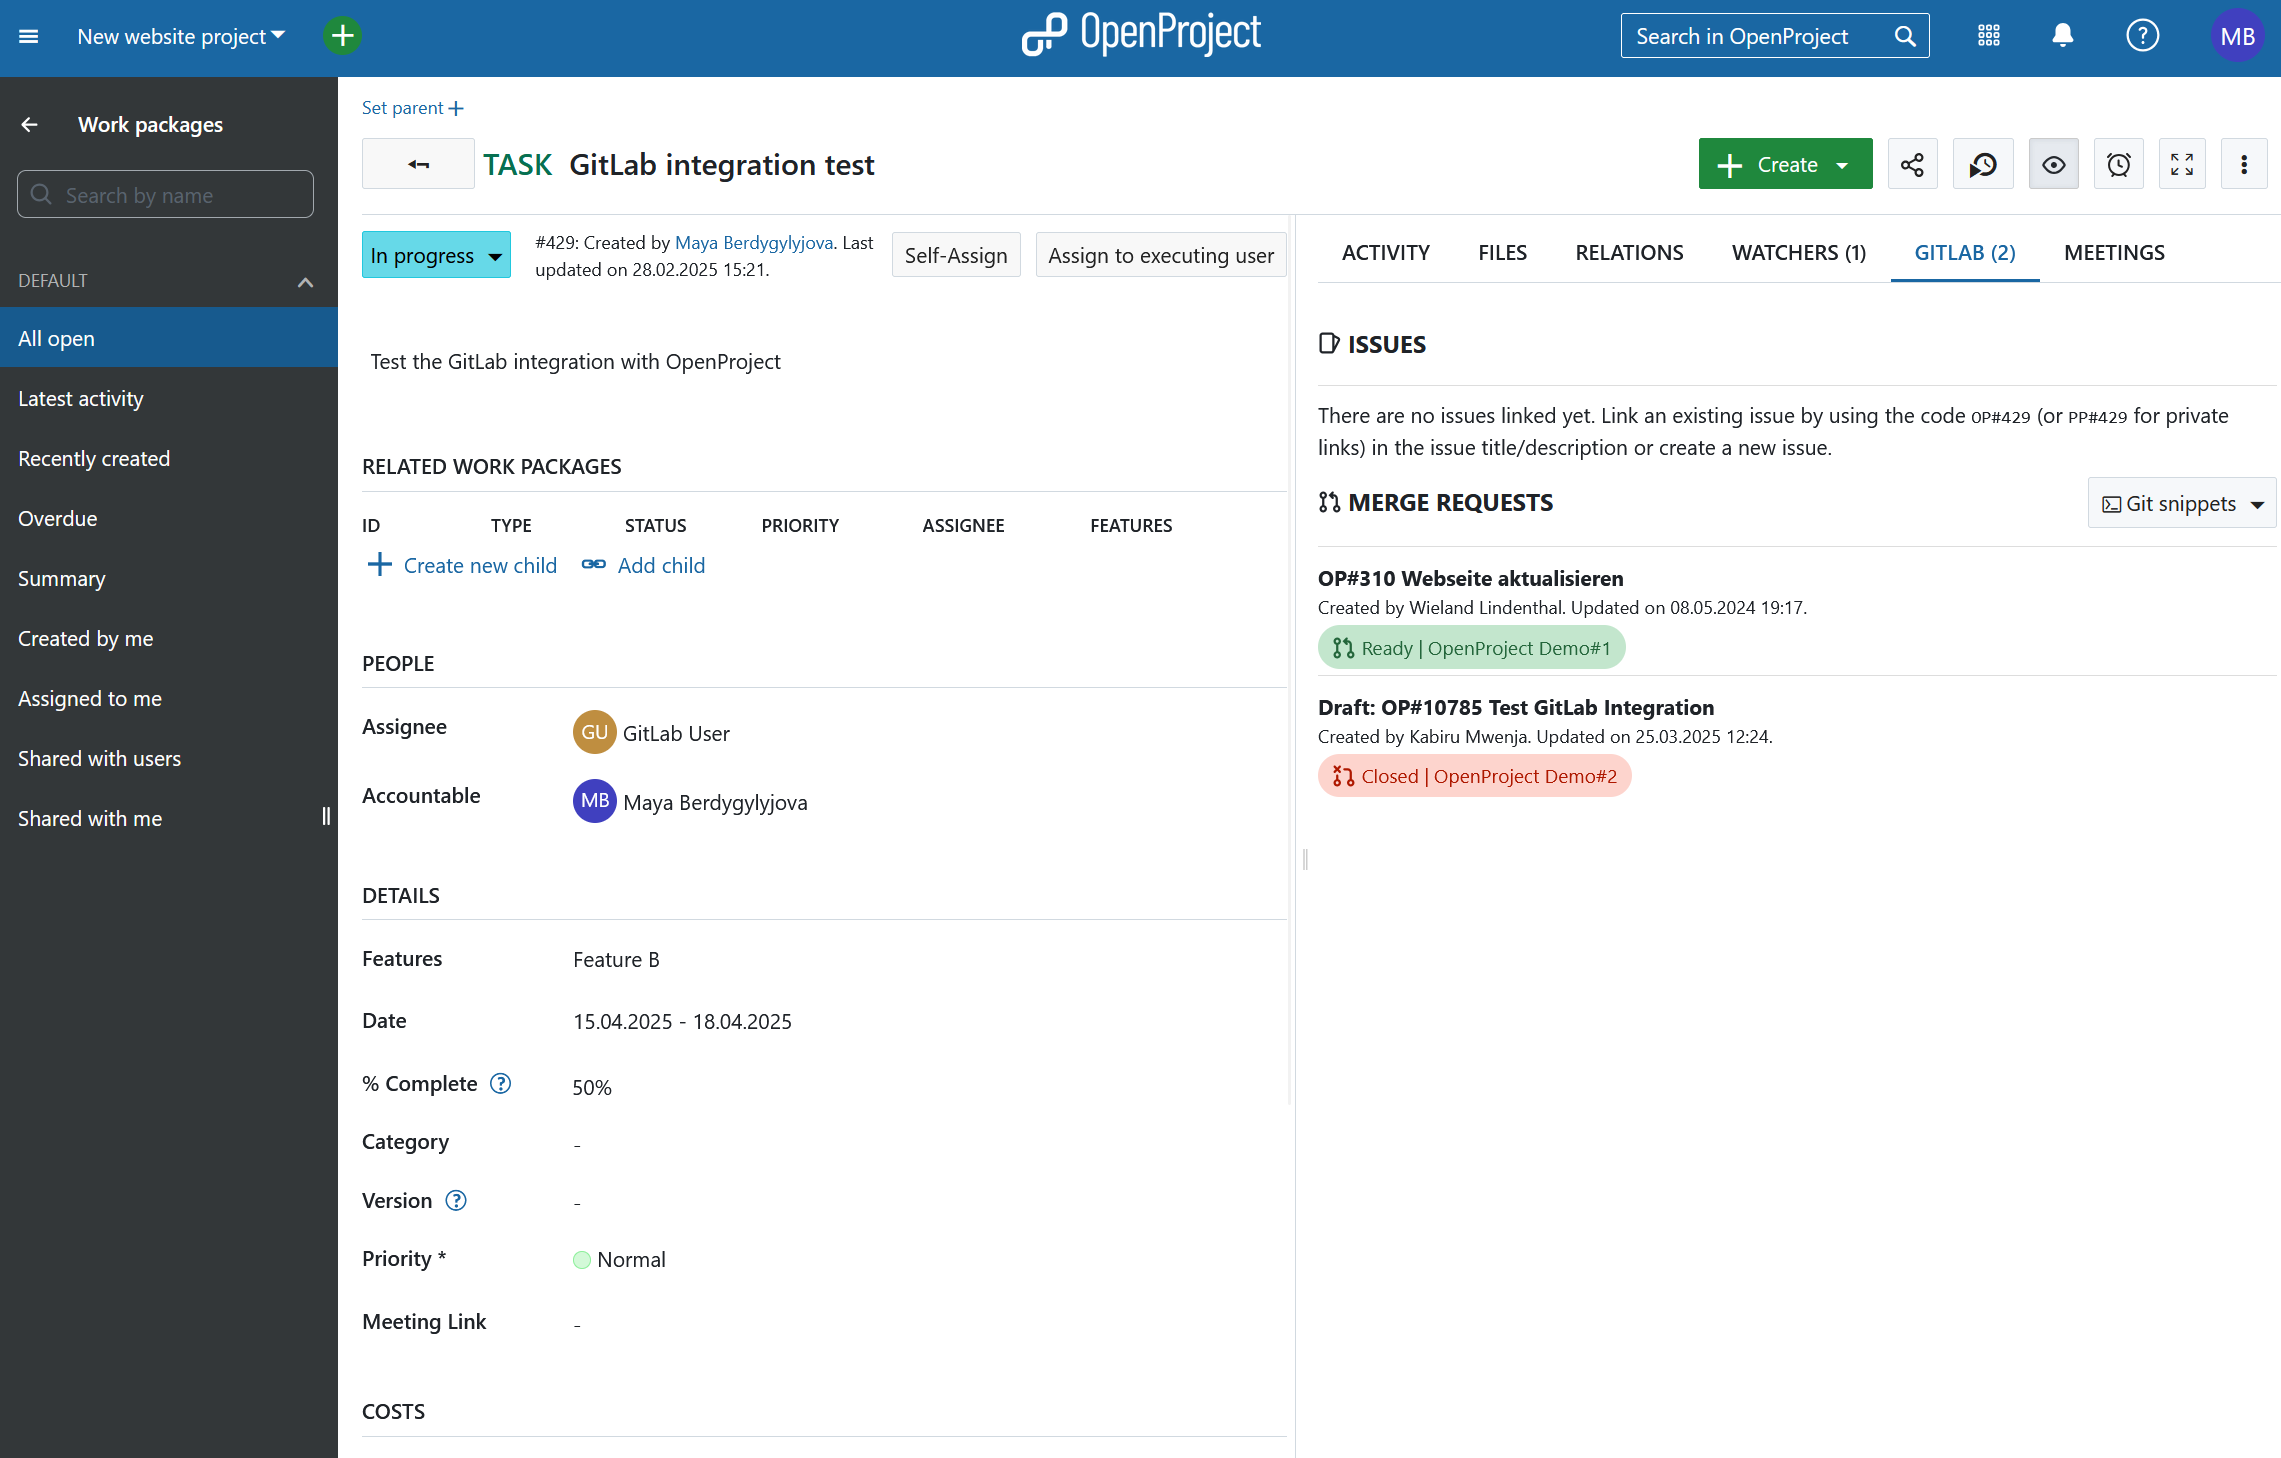 New website project
OpenProject
Search in OpenProject
MB
Work packages
Search by name
DEFAULT
All open
Latest activity
Recently created
Overdue
Summary
Created by me
Assigned to me
Shared with users
Shared with me
Set parent
TASK GitLab integration test
Create
In progress
#429: Created by Maya Berdygylyjova. Last
updated on 28.02.2025 15:21.
Self-Assign
Assign to executing user
Test the GitLab integration with OpenProject
RELATED WORK PACKAGES
ID TYPE STATUS PRIORITY ASSIGNEE FEATURES
Create new child Add child
PEOPLE
Assignee GU GitLab User
Accountable MB Maya Berdygylyjova
DETAILS
Features Feature B
Date 15.04.2025 - 18.04.2025
% Complete ? 50%
Category -
Version ? -
Priority * Normal
Meeting Link -
COSTS
ACTIVITY FILES RELATIONS WATCHERS (1) GITLAB (2) MEETINGS
ISSUES
There are no issues linked yet. Link an existing issue by using the code OP#429 (or PP#429 for private
links) in the issue title/description or create a new issue.
MERGE REQUESTS
Git snippets
OP#310 Webseite aktualisieren
Created by Wieland Lindenthal. Updated on 08.05.2024 19:17.
Ready | OpenProject Demo#1
Draft: OP#10785 Test GitLab Integration
Created by Kabiru Mwenja. Updated on 25.03.2025 12:24.
Closed | OpenProject Demo#2